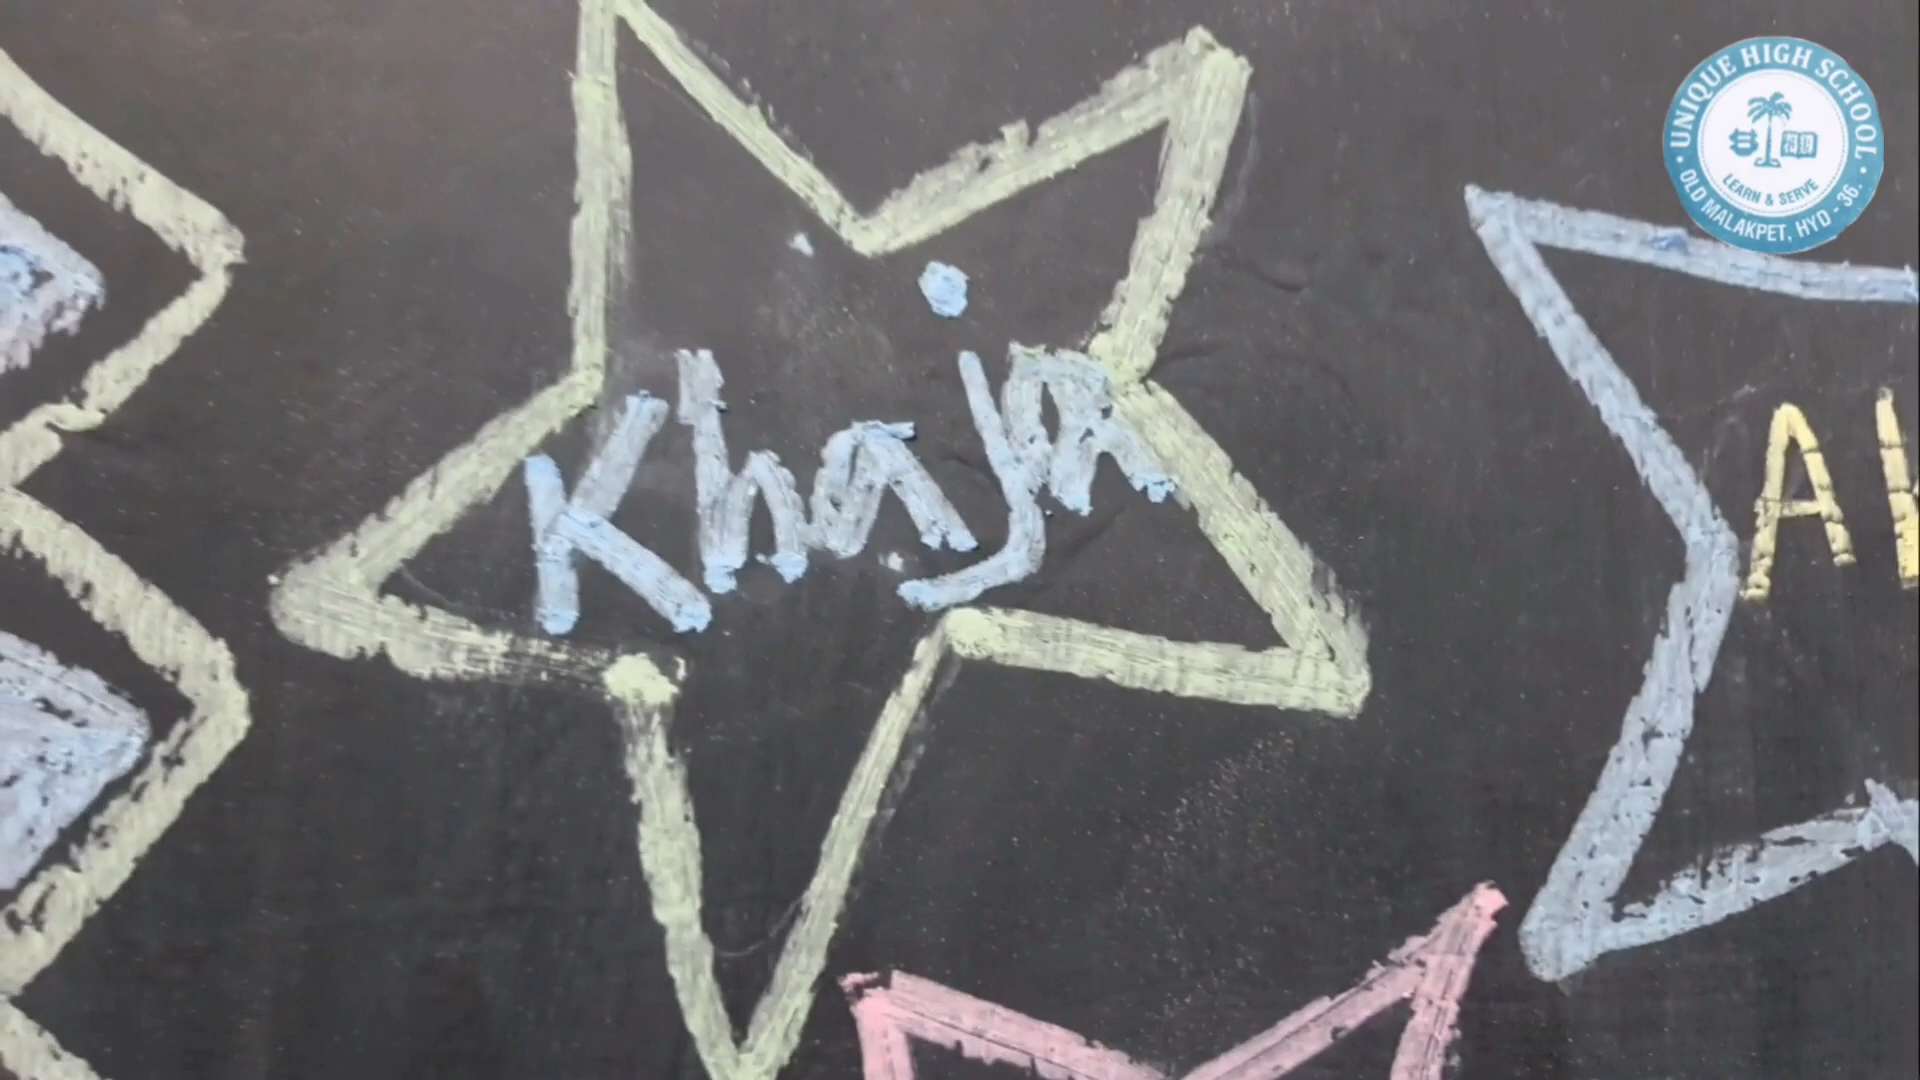 UNIQUE HIGH SCHOOL
LEARN & SERVE
OLD MALAKPET, HYD - 36.
Khaja